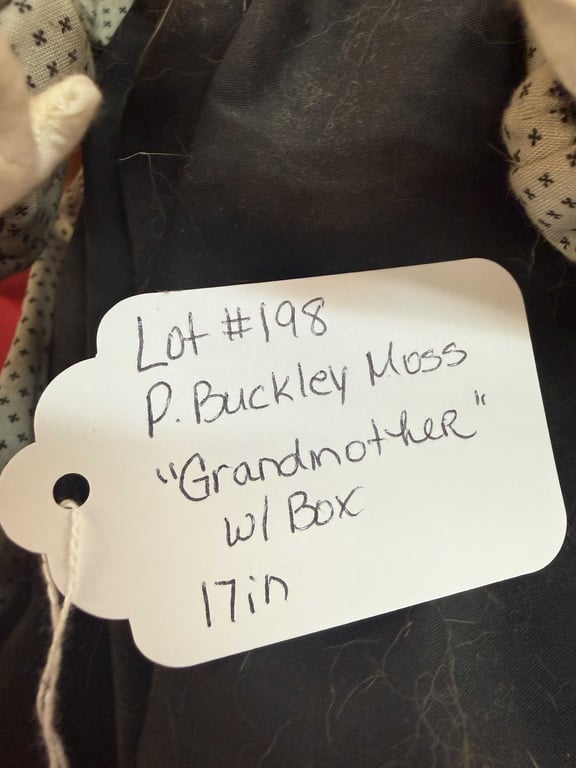 Lot #198
P. Buckley Moss
"Grandmother"
w/ Box
17in